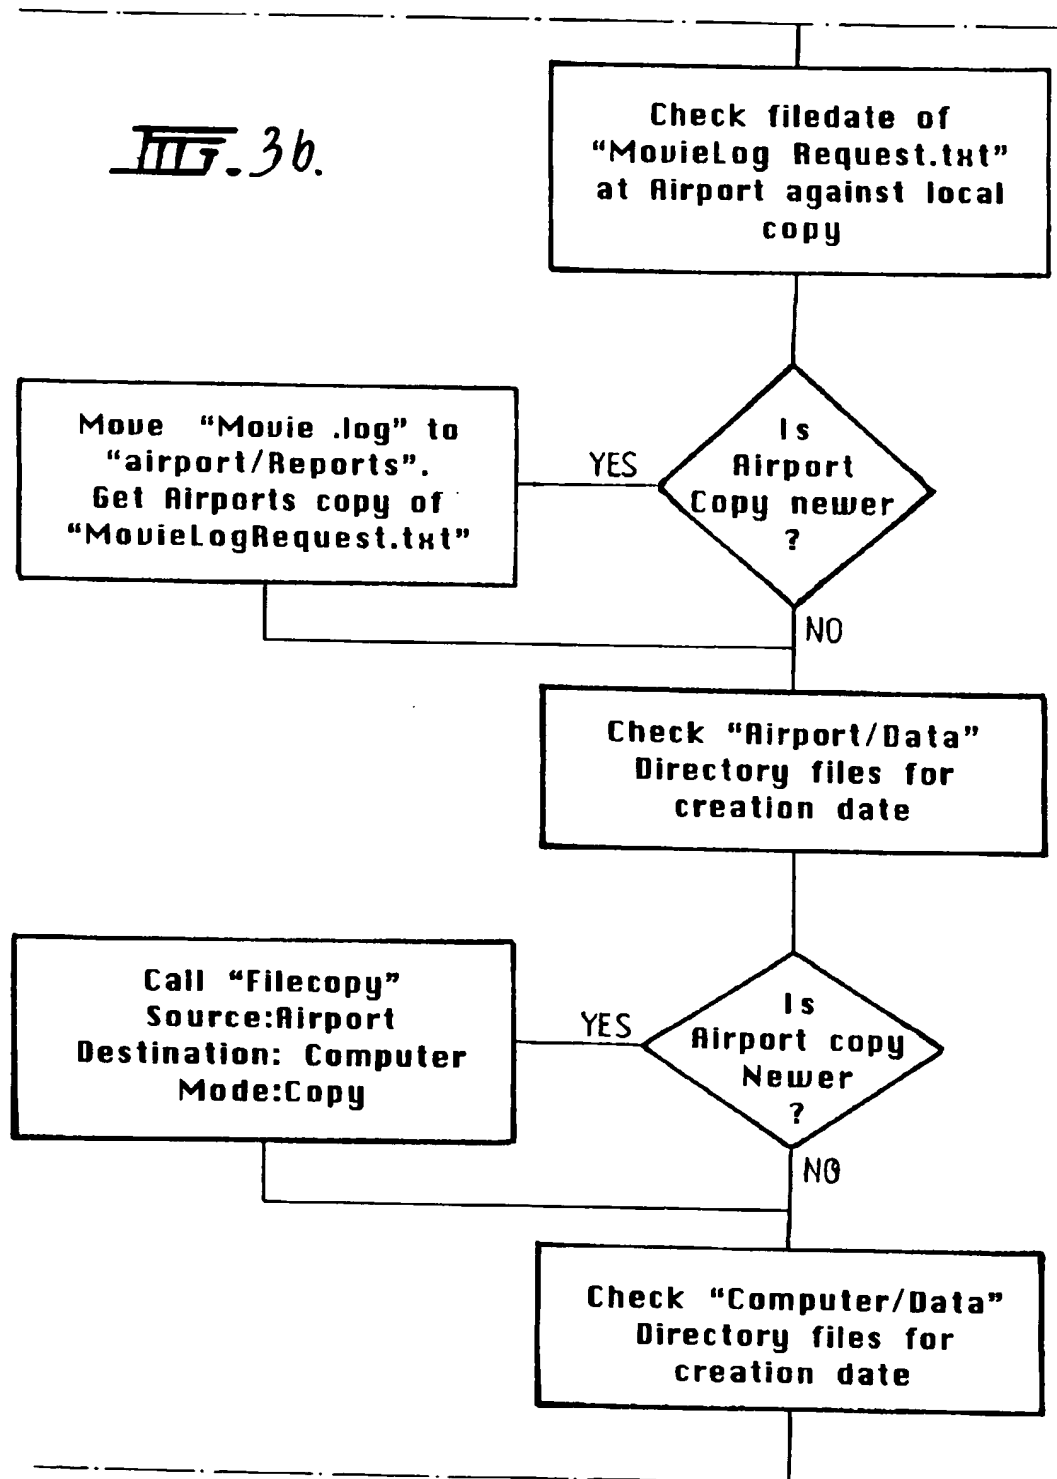 FIG. 3b.
Check filedate of
“MovieLog Request.txt”
at Airport against local
copy
Is
Airport
Copy newer
?
YES
Move “Movie .log” to
“airport/Reports”.
Get Airports copy of
“MovieLogRequest.txt”
NO
Check “Airport/Data”
Directory files for
creation date
Is
Airport copy
Newer
?
YES
Call “Filecopy”
Source:Airport
Destination: Computer
Mode:Copy
NO
Check “Computer/Data”
Directory files for
creation date